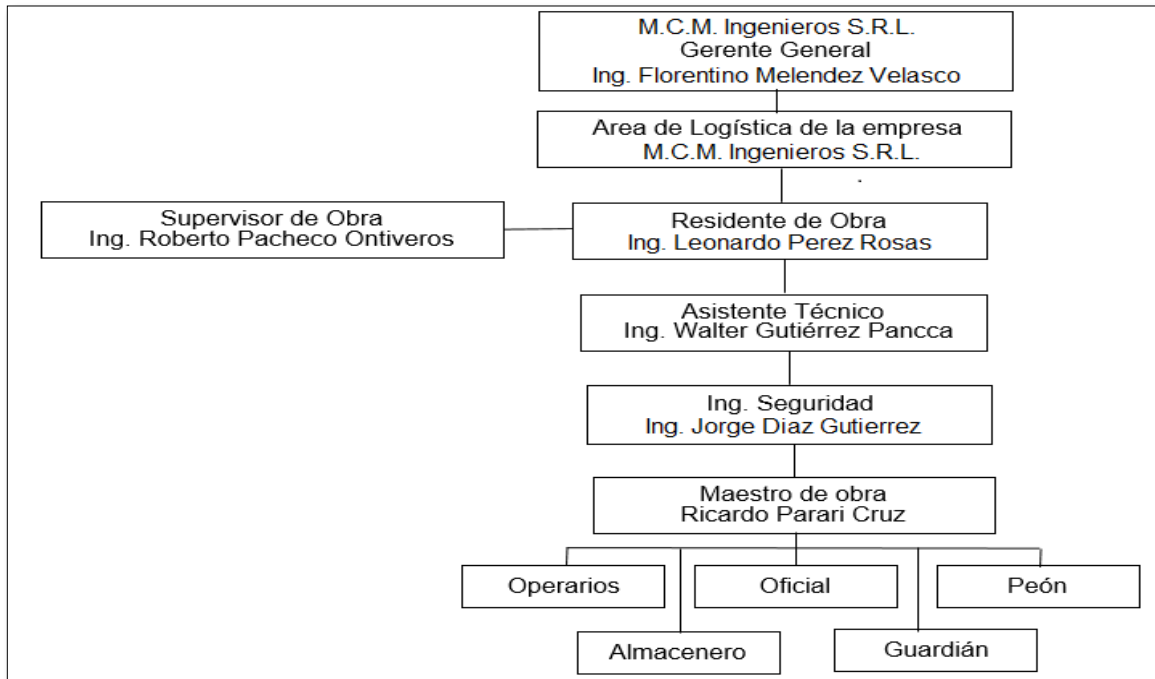 M.C.M. Ingenieros S.R.L.
Gerente General
Ing. Florentino Melendez Velasco
Area de Logística de la empresa
M.C.M. Ingenieros S.R.L.
Supervisor de Obra
Ing. Roberto Pacheco Ontiveros
Residente de Obra
Ing. Leonardo Perez Rosas
Asistente Técnico
Ing. Walter Gutiérrez Pancca
Ing. Seguridad
Ing. Jorge Diaz Gutierrez
Maestro de obra
Ricardo Parari Cruz
Operarios
Oficial
Peón
Almacenero
Guardián